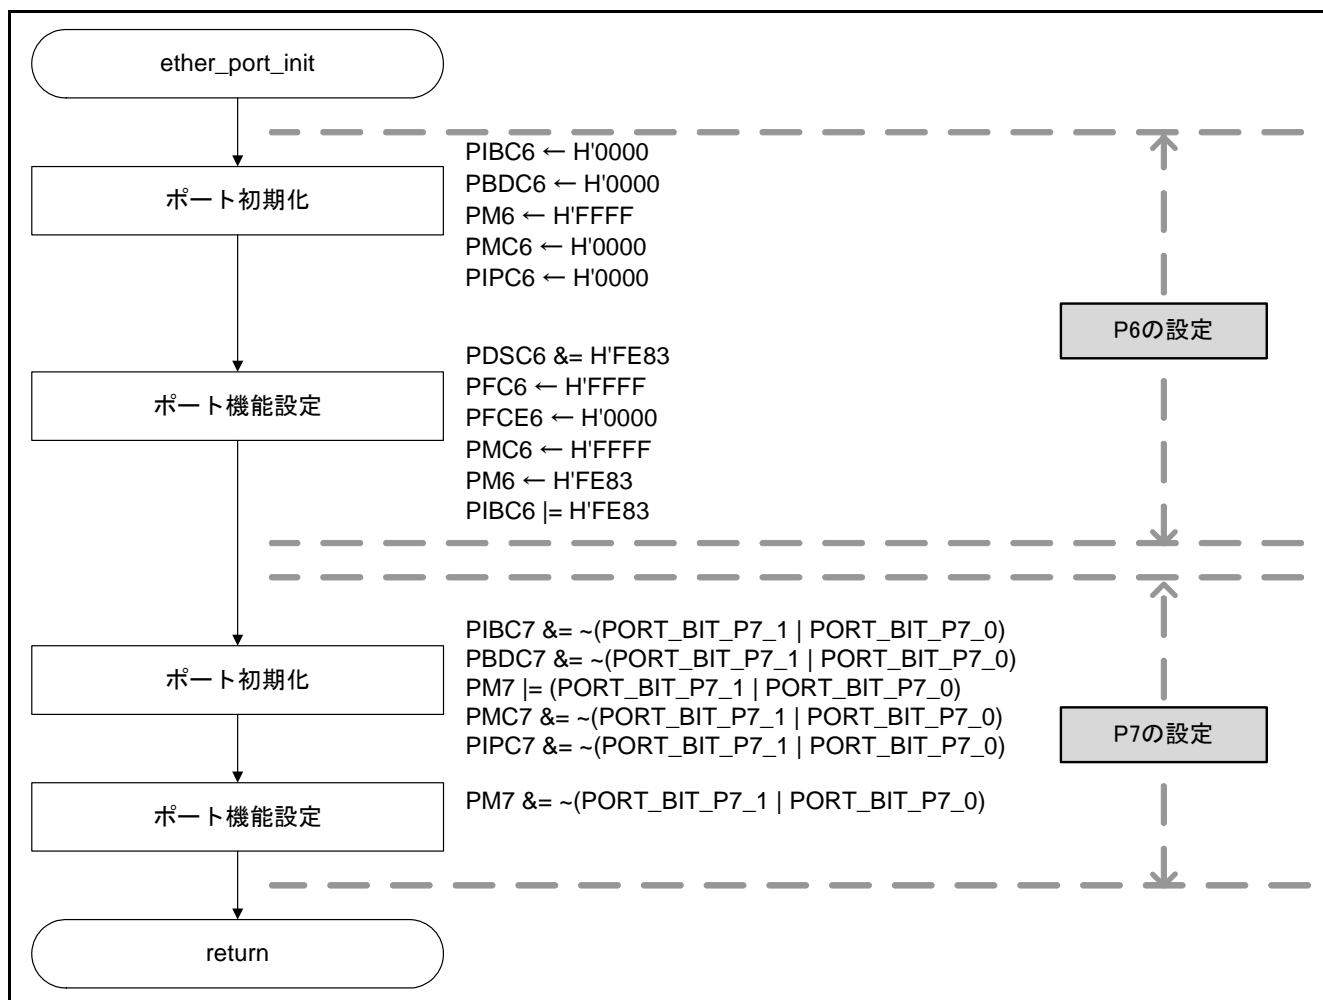 ether_port_init
ポート初期化
PIBC6 ← H'0000
PBDC6 ← H'0000
PM6 ← H'FFFF
PMC6 ← H'0000
PIPC6 ← H'0000
P6の設定
ポート機能設定
PDSC6 &= H'FE83
PFC6 ← H'FFFF
PFCE6 ← H'0000
PMC6 ← H'FFFF
PM6 ← H'FE83
PIBC6 |= H'FE83
ポート初期化
PIBC7 &= ~(PORT_BIT_P7_1 | PORT_BIT_P7_0)
PBDC7 &= ~(PORT_BIT_P7_1 | PORT_BIT_P7_0)
PM7 |= (PORT_BIT_P7_1 | PORT_BIT_P7_0)
PMC7 &= ~(PORT_BIT_P7_1 | PORT_BIT_P7_0)
PIPC7 &= ~(PORT_BIT_P7_1 | PORT_BIT_P7_0)
P7の設定
ポート機能設定
PM7 &= ~(PORT_BIT_P7_1 | PORT_BIT_P7_0)
return